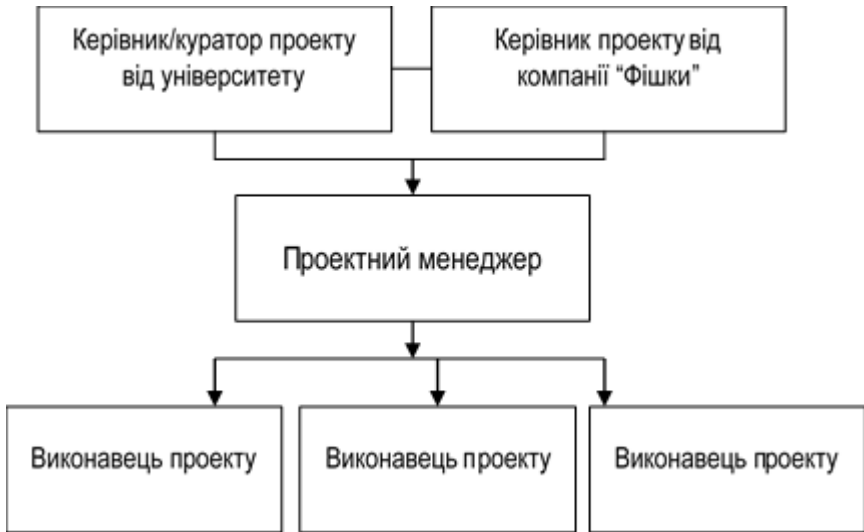 Керівник/куратор проекту
від університету
Керівник проекту від
компанії “Фішки”
Проектний менеджер
Виконавець проекту
Виконавець проекту
Виконавець проекту